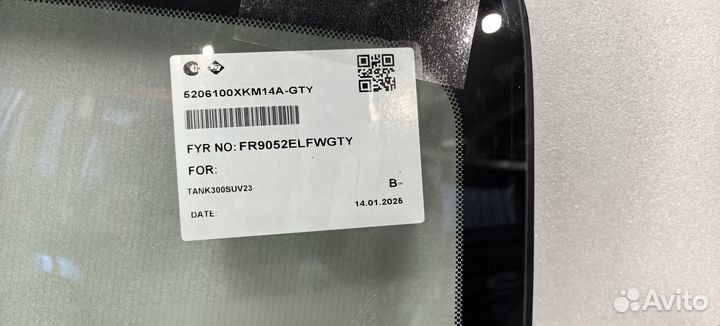 5206100XKM14A-GTY
FYR NO: FR9052ELFWGTY
FOR:
TANK300SUV23
B
DATE:
14.01.2025
Avito